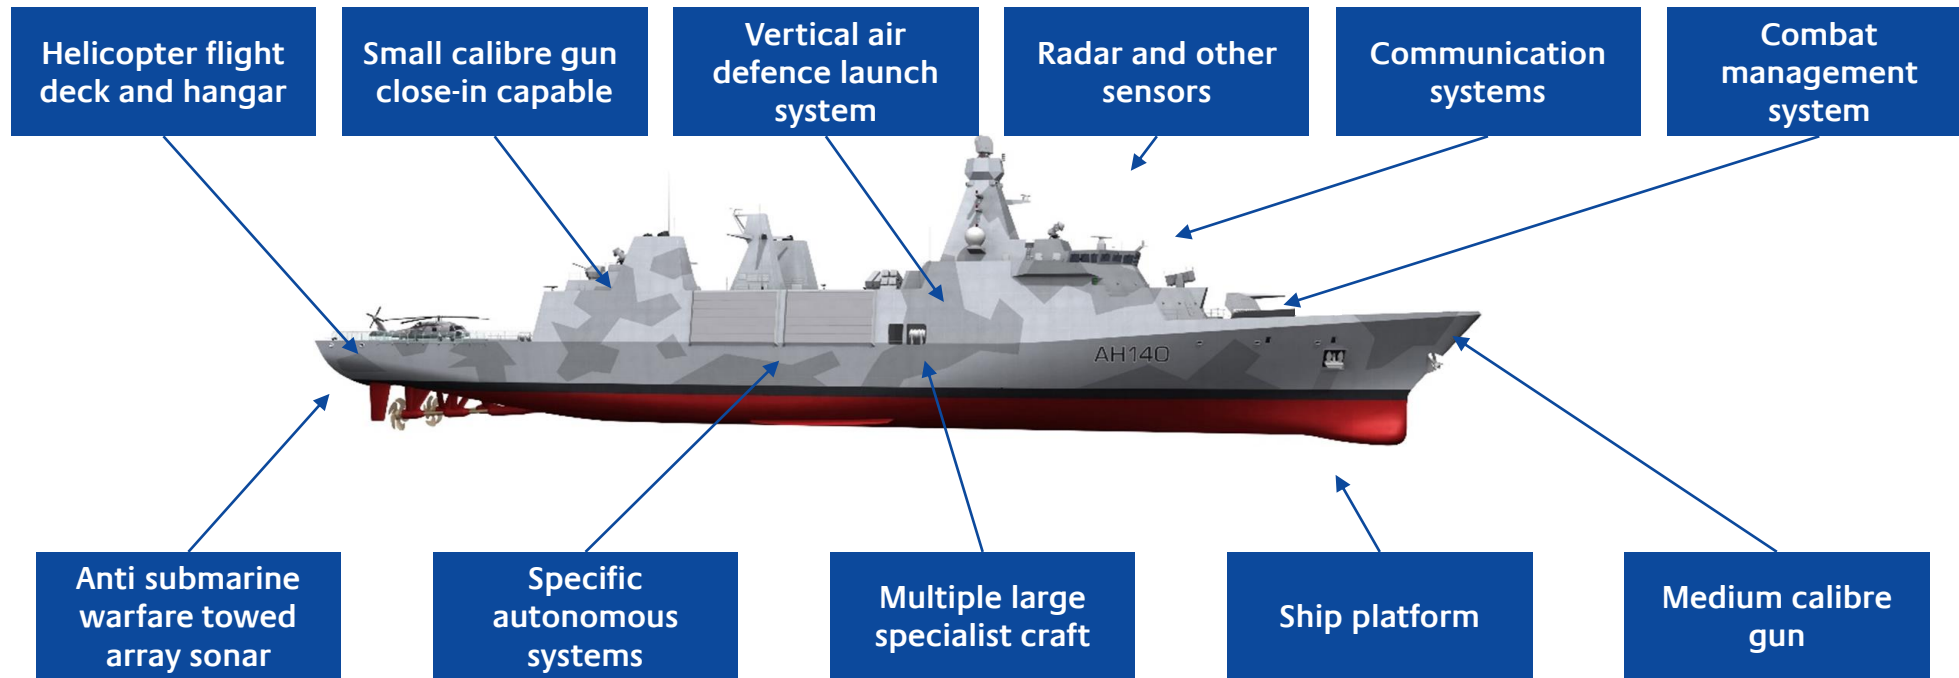 Helicopter flight
deck and hangar
Small calibre gun
close-in capable
Vertical air
defence launch
system
Radar and other
sensors
Communication
systems
Combat
management
system
AH140
Anti submarine
warfare towed
array sonar
Specific
autonomous
systems
Multiple large
specialist craft
Ship platform
Medium calibre
gun